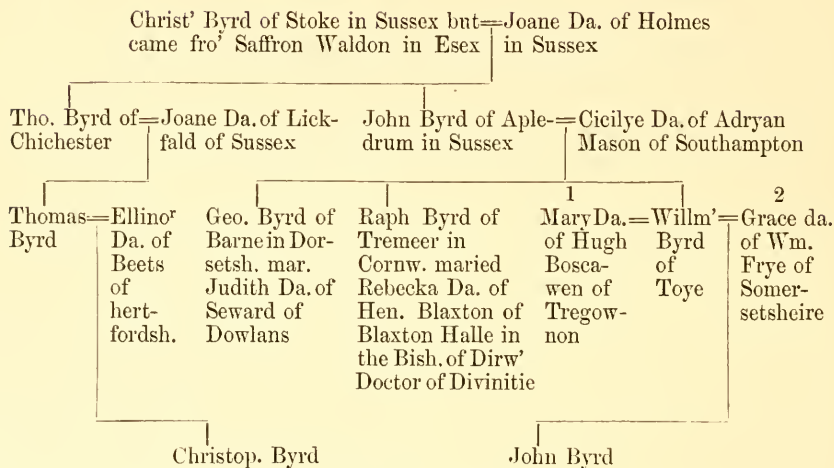 Christ' Byrd of Stoke in Sussex but=Joane Da. of Holmes
came fro' Saffron Waldon in Esex in Sussex
Tho. Byrd of=Joane Da. of Lick-
Chichester fald of Sussex
John Byrd of Aple-=Cicilye Da. of Adryan
drum in Sussex Mason of Southampton
Thomas=Ellinoʳ
Byrd Da. of
Beets
of
hert-
fordsh.
Geo. Byrd of
Barne in Dor-
setsh. mar.
Judith Da. of
Seward of
Dowlans
Raph Byrd of
Tremeer in
Cornw. maried
Rebecka Da. of
Hen. Blaxton of
Blaxton Halle in
the Bish. of Dirw'
Doctor of Divinitie
1 2
Mary Da.=Willm'=Grace da.
of Hugh Byrd of Wm.
Bosca- of Frye of
wen of Toye Somer-
Tregow- setsheire
non
Christop. Byrd John Byrd